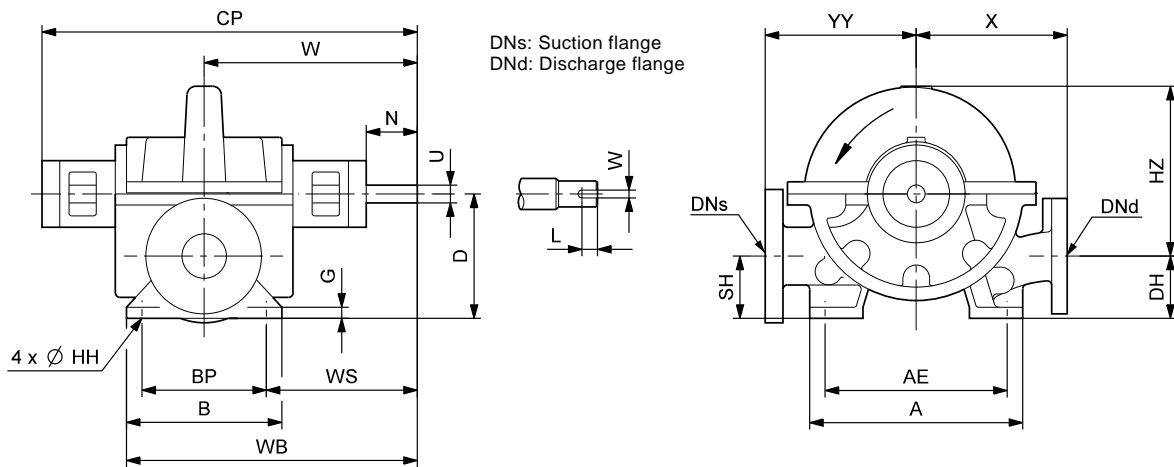 CP
W
DNs: Suction flange
DNd: Discharge flange
YY
X
N
U
W
L
HZ
DNs
DNd
D
G
SH
DH
4 x Ø HH
BP
WS
AE
B
A
WB